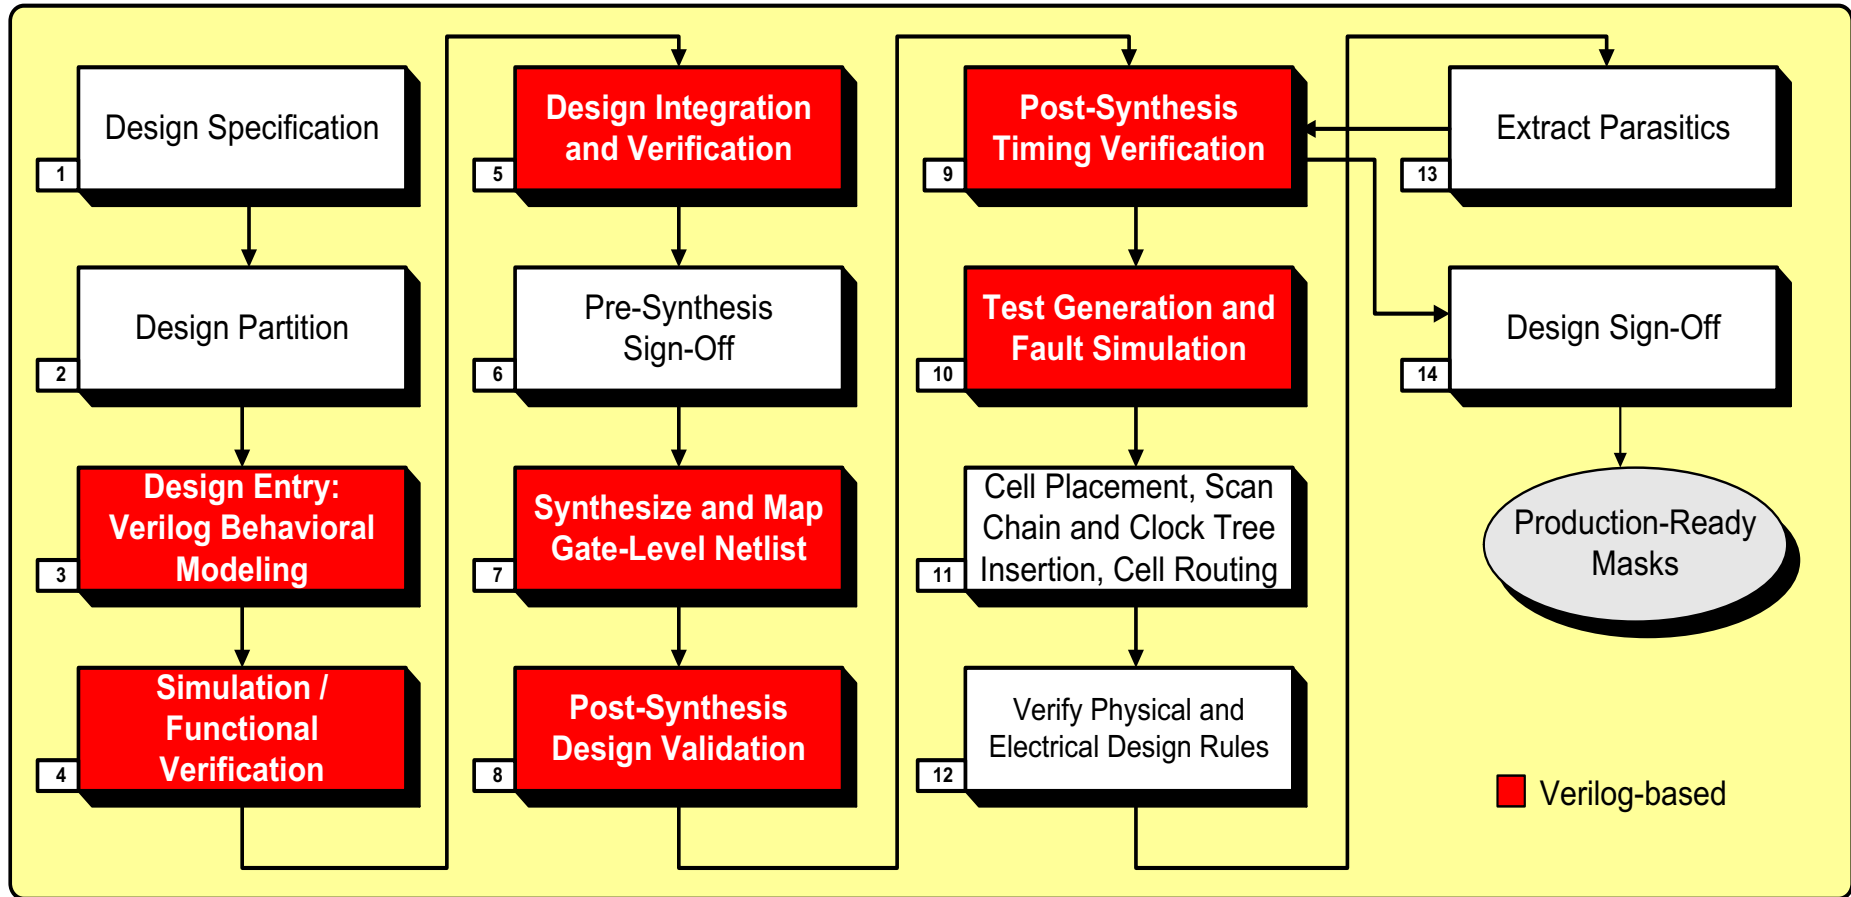 Design Specification
1
Design Partition
2
Design Entry:
Verilog Behavioral
Modeling
3
Simulation /
Functional
Verification
4
Design Integration
and Verification
5
Pre-Synthesis
Sign-Off
6
Synthesize and Map
Gate-Level Netlist
7
Post-Synthesis
Design Validation
8
Post-Synthesis
Timing Verification
9
Test Generation and
Fault Simulation
10
Cell Placement, Scan
Chain and Clock Tree
Insertion, Cell Routing
11
Verify Physical and
Electrical Design Rules
12
Extract Parasitics
13
Design Sign-Off
14
Production-Ready
Masks
Verilog-based